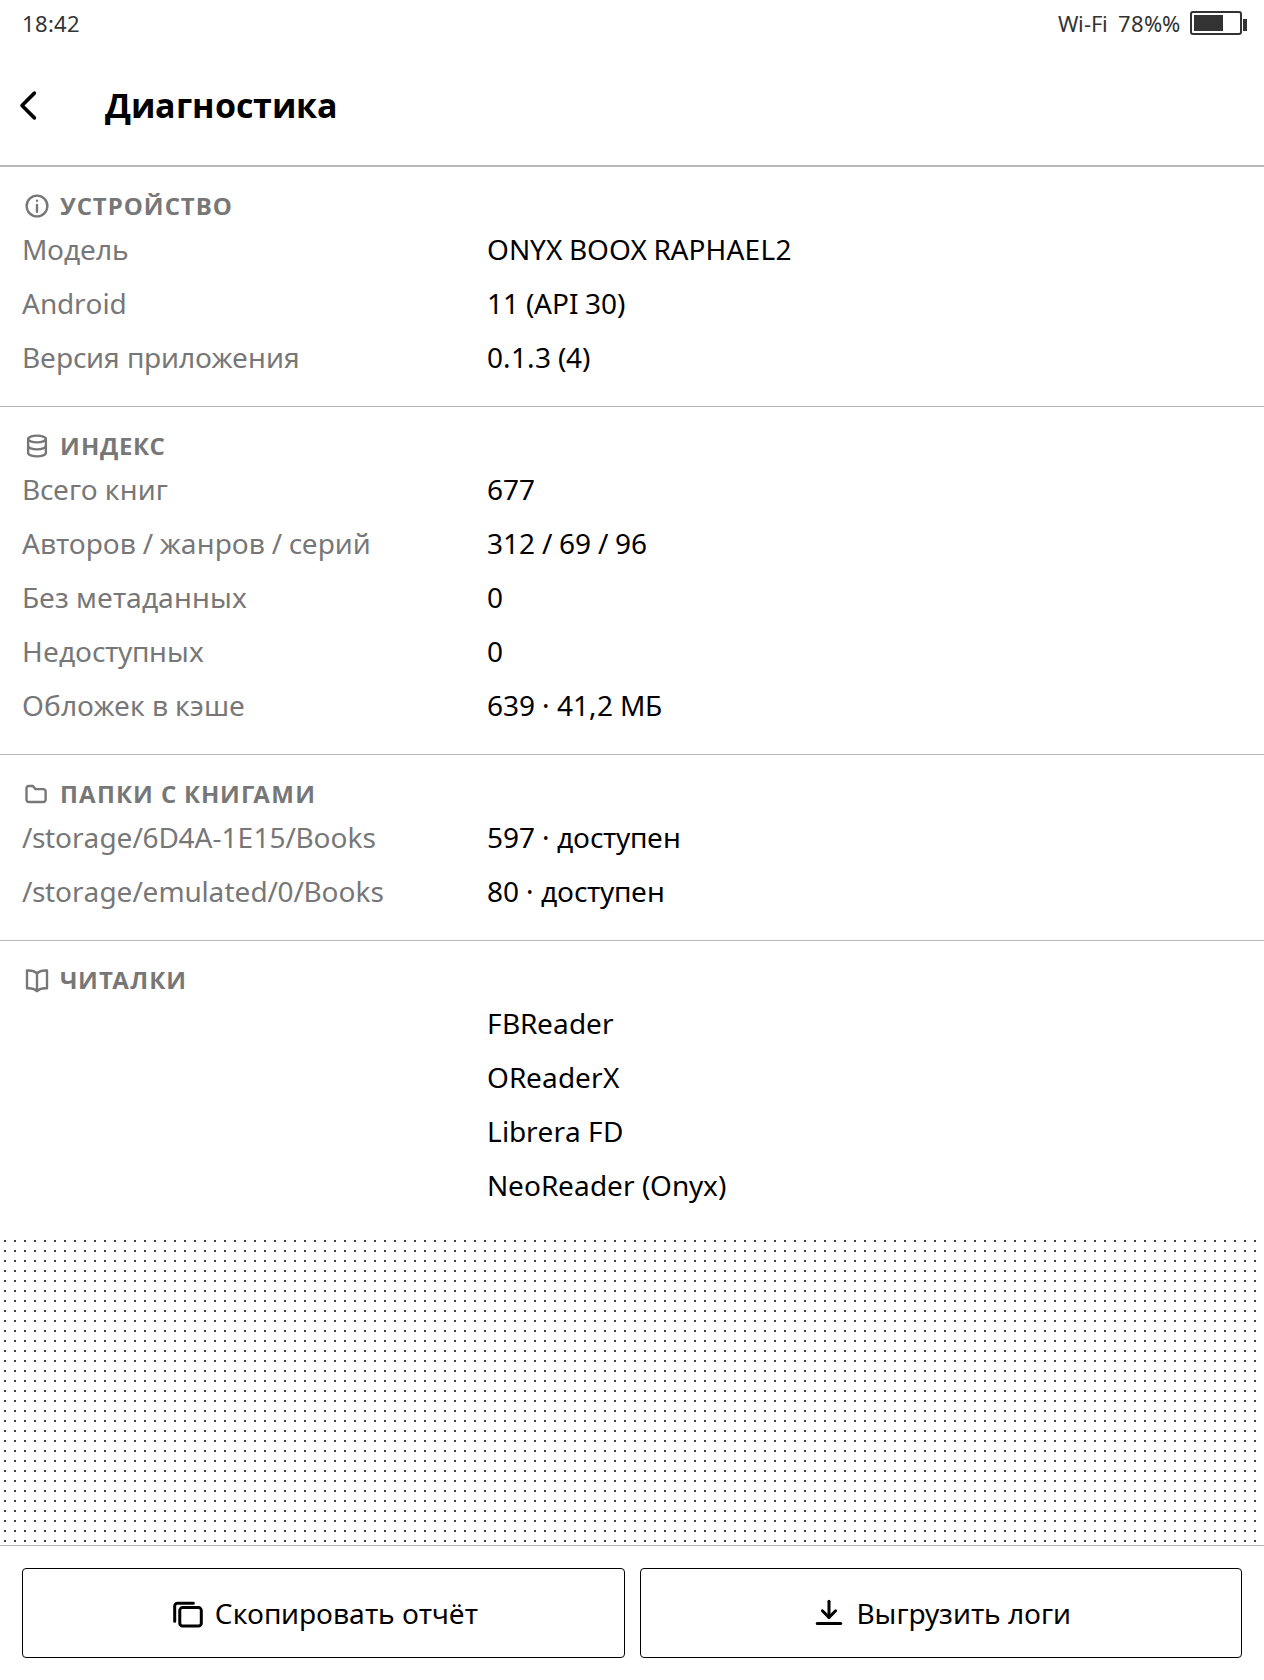 18:42
Wi-Fi 78%%
Диагностика
УСТРОЙСТВО
Модель ONYX BOOX RAPHAEL2
Android 11 (API 30)
Версия приложения 0.1.3 (4)
ИНДЕКС
Всего книг 677
Авторов / жанров / серий 312 / 69 / 96
Без метаданных 0
Недоступных 0
Обложек в кэше 639 · 41,2 МБ
ПАПКИ С КНИГАМИ
/storage/6D4A-1E15/Books 597 · доступен
/storage/emulated/0/Books 80 · доступен
ЧИТАЛКИ
FBReader
OReaderX
Librera FD
NeoReader (Onyx)
Скопировать отчёт
Выгрузить логи